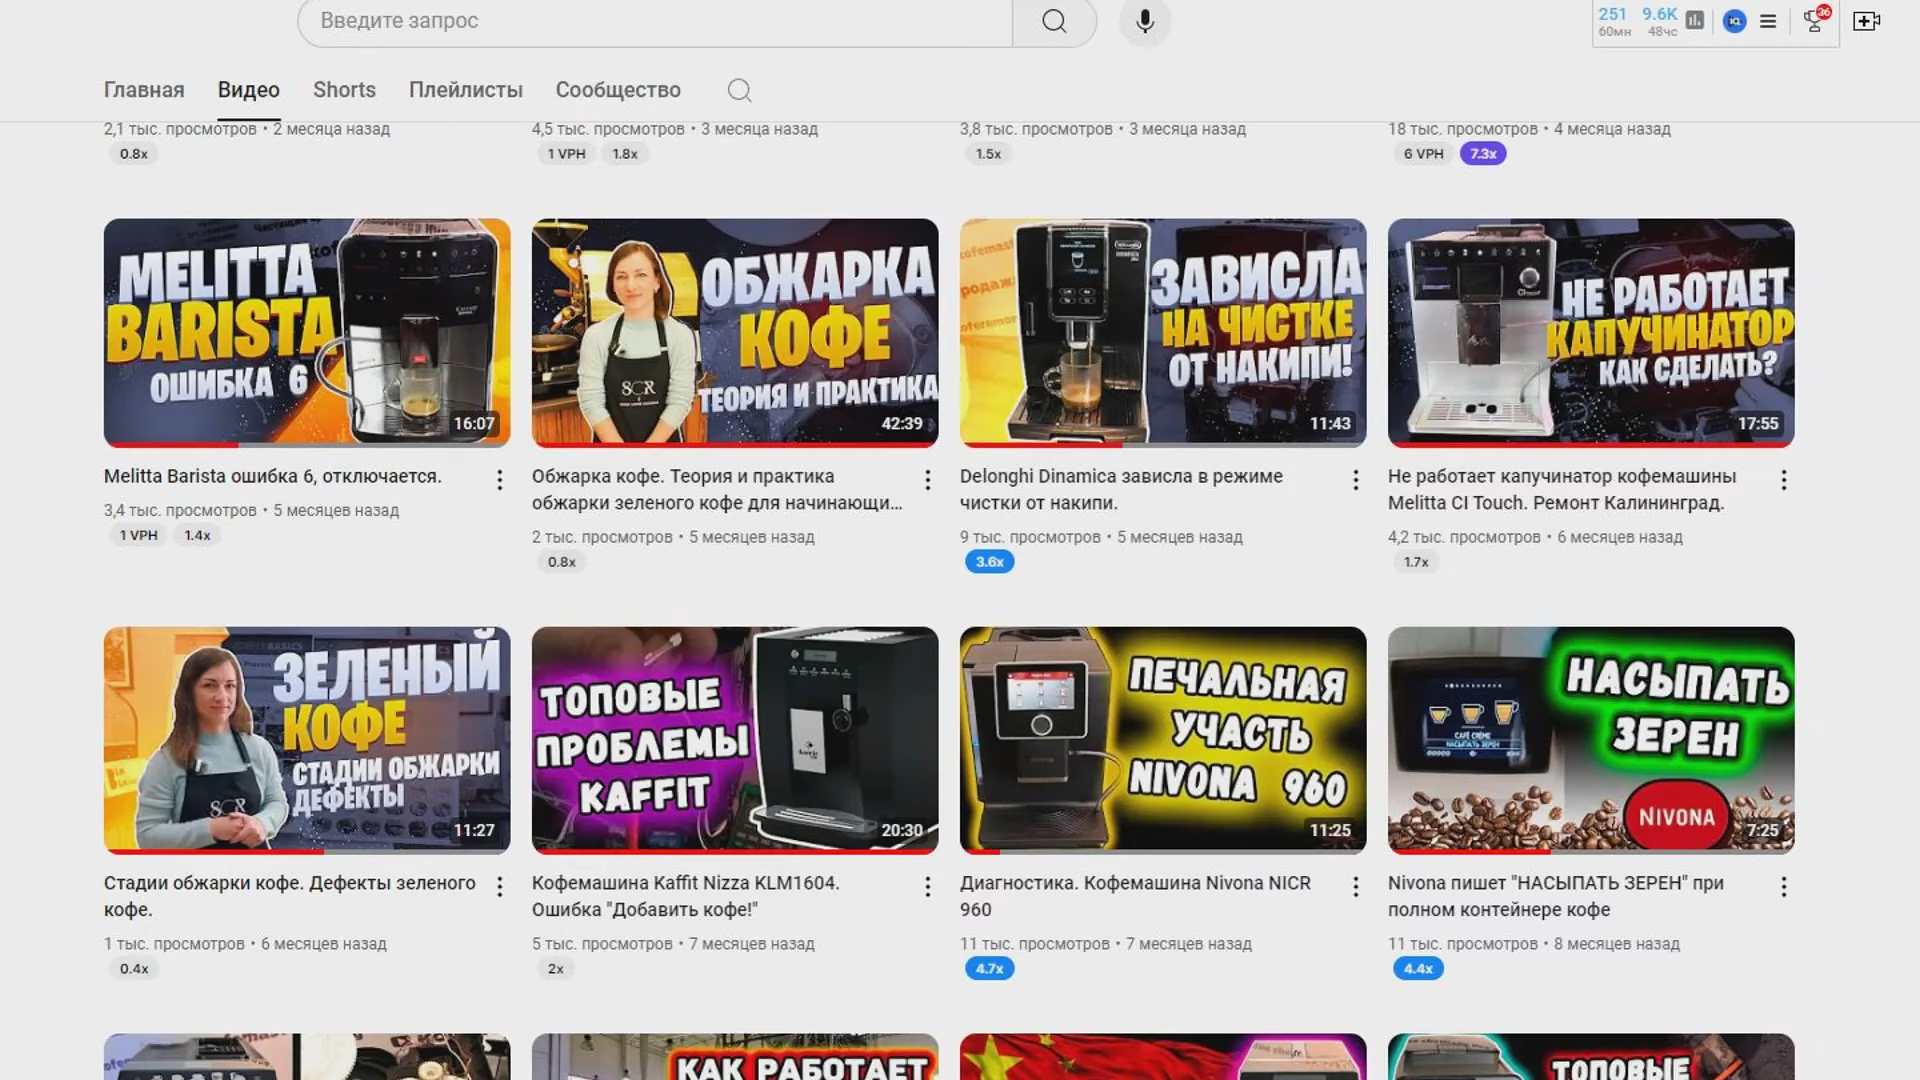 Введите запрос
251 9.6K
60мн 48чс
36
Главная Видео Shorts Плейлисты Сообщество
2,1 тыс. просмотров • 2 месяца назад
0.8x
4,5 тыс. просмотров • 3 месяца назад
1 VPH 1.8x
3,8 тыс. просмотров • 3 месяца назад
1.5x
18 тыс. просмотров • 4 месяца назад
6 VPH 7.3x
MELITTA
BARISTA
ОШИБКА 6
16:07
Melitta Barista ошибка 6, отключается.
3,4 тыс. просмотров • 5 месяцев назад
1 VPH 1.4x
ОБЖАРКА
КОФЕ
ТЕОРИЯ И ПРАКТИКА
SCR
42:39
Обжарка кофе. Теория и практика
обжарки зеленого кофе для начинающи...
2 тыс. просмотров • 5 месяцев назад
0.8x
ЗАВИСЛА
НА ЧИСТКЕ
ОТ НАКИПИ!
11:43
Delonghi Dinamica зависла в режиме
чистки от накипи.
9 тыс. просмотров • 5 месяцев назад
3.6x
НЕ РАБОТАЕТ
КАПУЧИНАТОР
КАК СДЕЛАТЬ?
17:55
Не работает капучинатор кофемашины
Melitta CI Touch. Ремонт Калининград.
4,2 тыс. просмотров • 6 месяцев назад
1.7x
ЗЕЛЕНЫЙ
КОФЕ
СТАДИИ ОБЖАРКИ
ДЕФЕКТЫ
SCR
11:27
Стадии обжарки кофе. Дефекты зеленого
кофе.
1 тыс. просмотров • 6 месяцев назад
0.4x
ТОПОВЫЕ
ПРОБЛЕМЫ
KAFFIT
20:30
Кофемашина Kaffit Nizza KLM1604.
Ошибка "Добавить кофе!"
5 тыс. просмотров • 7 месяцев назад
2x
ПЕЧАЛЬНАЯ
УЧАСТЬ
NIVONA 960
11:25
Диагностика. Кофемашина Nivona NICR
960
11 тыс. просмотров • 7 месяцев назад
4.7x
НАСЫПАТЬ
ЗЕРЕН
CAFÉ CRÈME
НАСЫПАТЬ ЗЕРЕН
NIVONA
7:25
Nivona пишет "НАСЫПАТЬ ЗЕРЕН" при
полном контейнере кофе
11 тыс. просмотров • 8 месяцев назад
4.4x
КАК РАБОТАЕТ
ТОПОВЫЕ